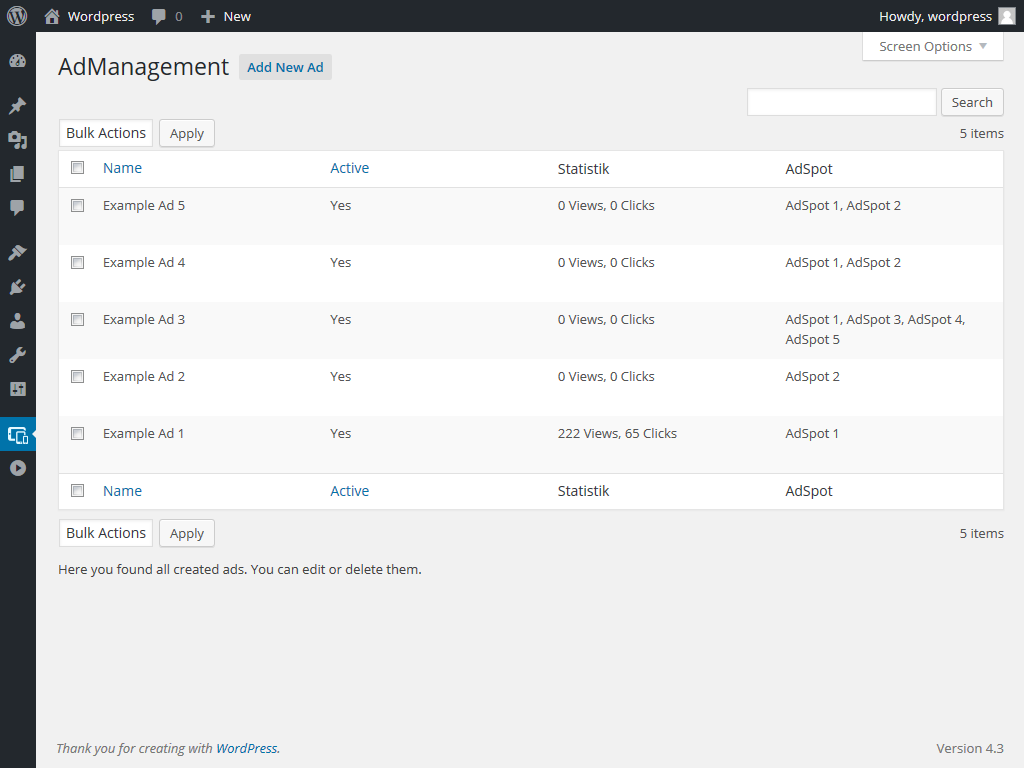 Wordpress 0 New Howdy, wordpress
Screen Options
AdManagement Add New Ad
Search
Bulk Actions Apply 5 items
Name Active Statistik AdSpot
Example Ad 5 Yes 0 Views, 0 Clicks AdSpot 1, AdSpot 2
Example Ad 4 Yes 0 Views, 0 Clicks AdSpot 1, AdSpot 2
Example Ad 3 Yes 0 Views, 0 Clicks AdSpot 1, AdSpot 3, AdSpot 4,
AdSpot 5
Example Ad 2 Yes 0 Views, 0 Clicks AdSpot 2
Example Ad 1 Yes 222 Views, 65 Clicks AdSpot 1
Name Active Statistik AdSpot
Bulk Actions Apply 5 items
Here you found all created ads. You can edit or delete them.
Thank you for creating with WordPress. Version 4.3